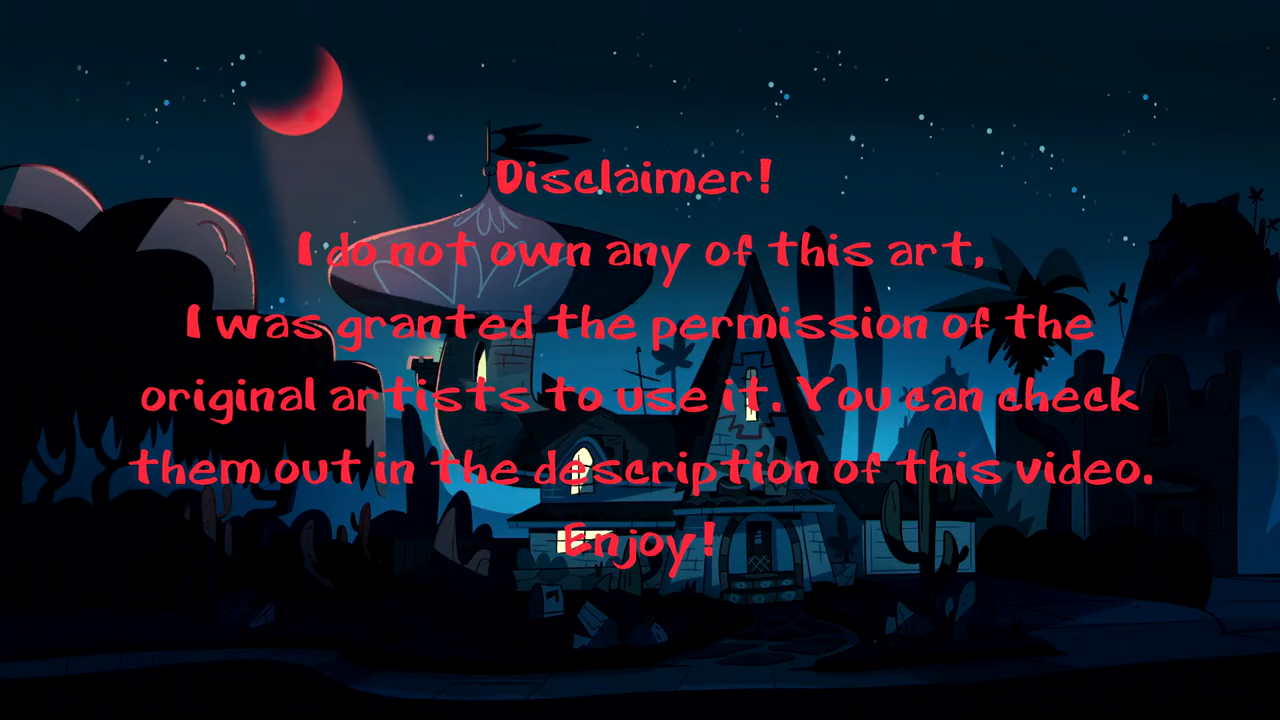 Disclaimer!
I do not own any of this art,
I was granted the permission of the
original artists to use it. You can check
them out in the description of this video.
Enjoy!